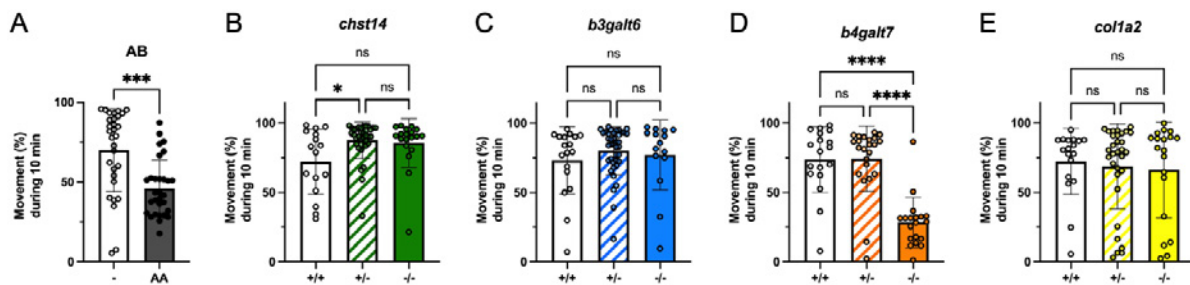 A
AB
***
Movement (%)
during 10 min
100
50
0
-
AA
B
chst14
ns
*
ns
Movement (%)
during 10 min
100
50
0
+/+
+/-
-/-
C
b3galt6
ns
ns
ns
Movement (%)
during 10 min
100
50
0
+/+
+/-
-/-
D
b4galt7
****
ns
****
Movement (%)
during 10 min
100
50
0
+/+
+/-
-/-
E
col1a2
ns
ns
ns
Movement (%)
during 10 min
100
50
0
+/+
+/-
-/-